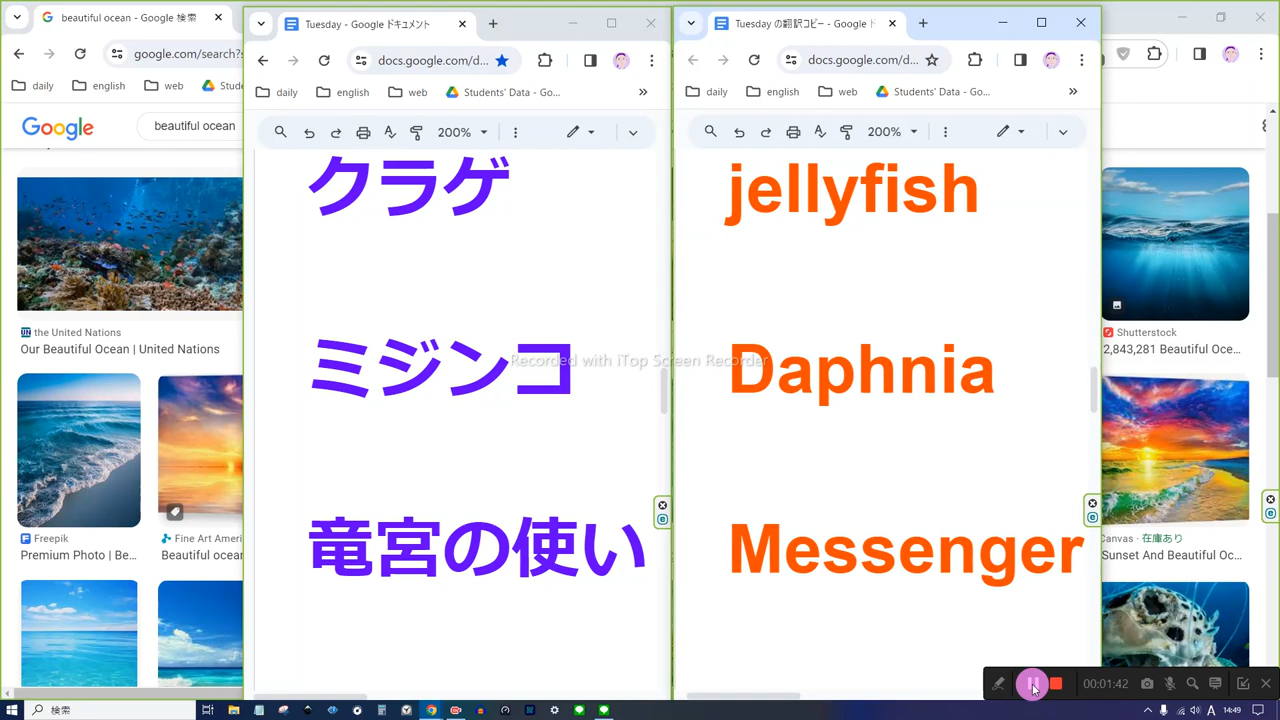 beautiful ocean - Google 検索
Tuesday - Google ドキュメント
Tuesday の翻訳コピー - Google ド
google.com/search?s
docs.google.com/d...
docs.google.com/d...
daily
english
web
Stude
daily
english
web
Students' Data - Go...
daily
english
web
Students' Data - Go...
Google
beautiful ocean
200%
200%
クラゲ
jellyfish
the United Nations
Our Beautiful Ocean | United Nations
Shutterstock
2,843,281 Beautiful Oce...
Recorded with iTop Screen Recorder
ミジンコ
Daphnia
竜宮の使い
Messenger
Freepik
Premium Photo | Be...
Fine Art Ameri
Beautiful ocean
Canvas · 在庫あり
Sunset And Beautiful Oc...
00:01:42
検索
A
14:49